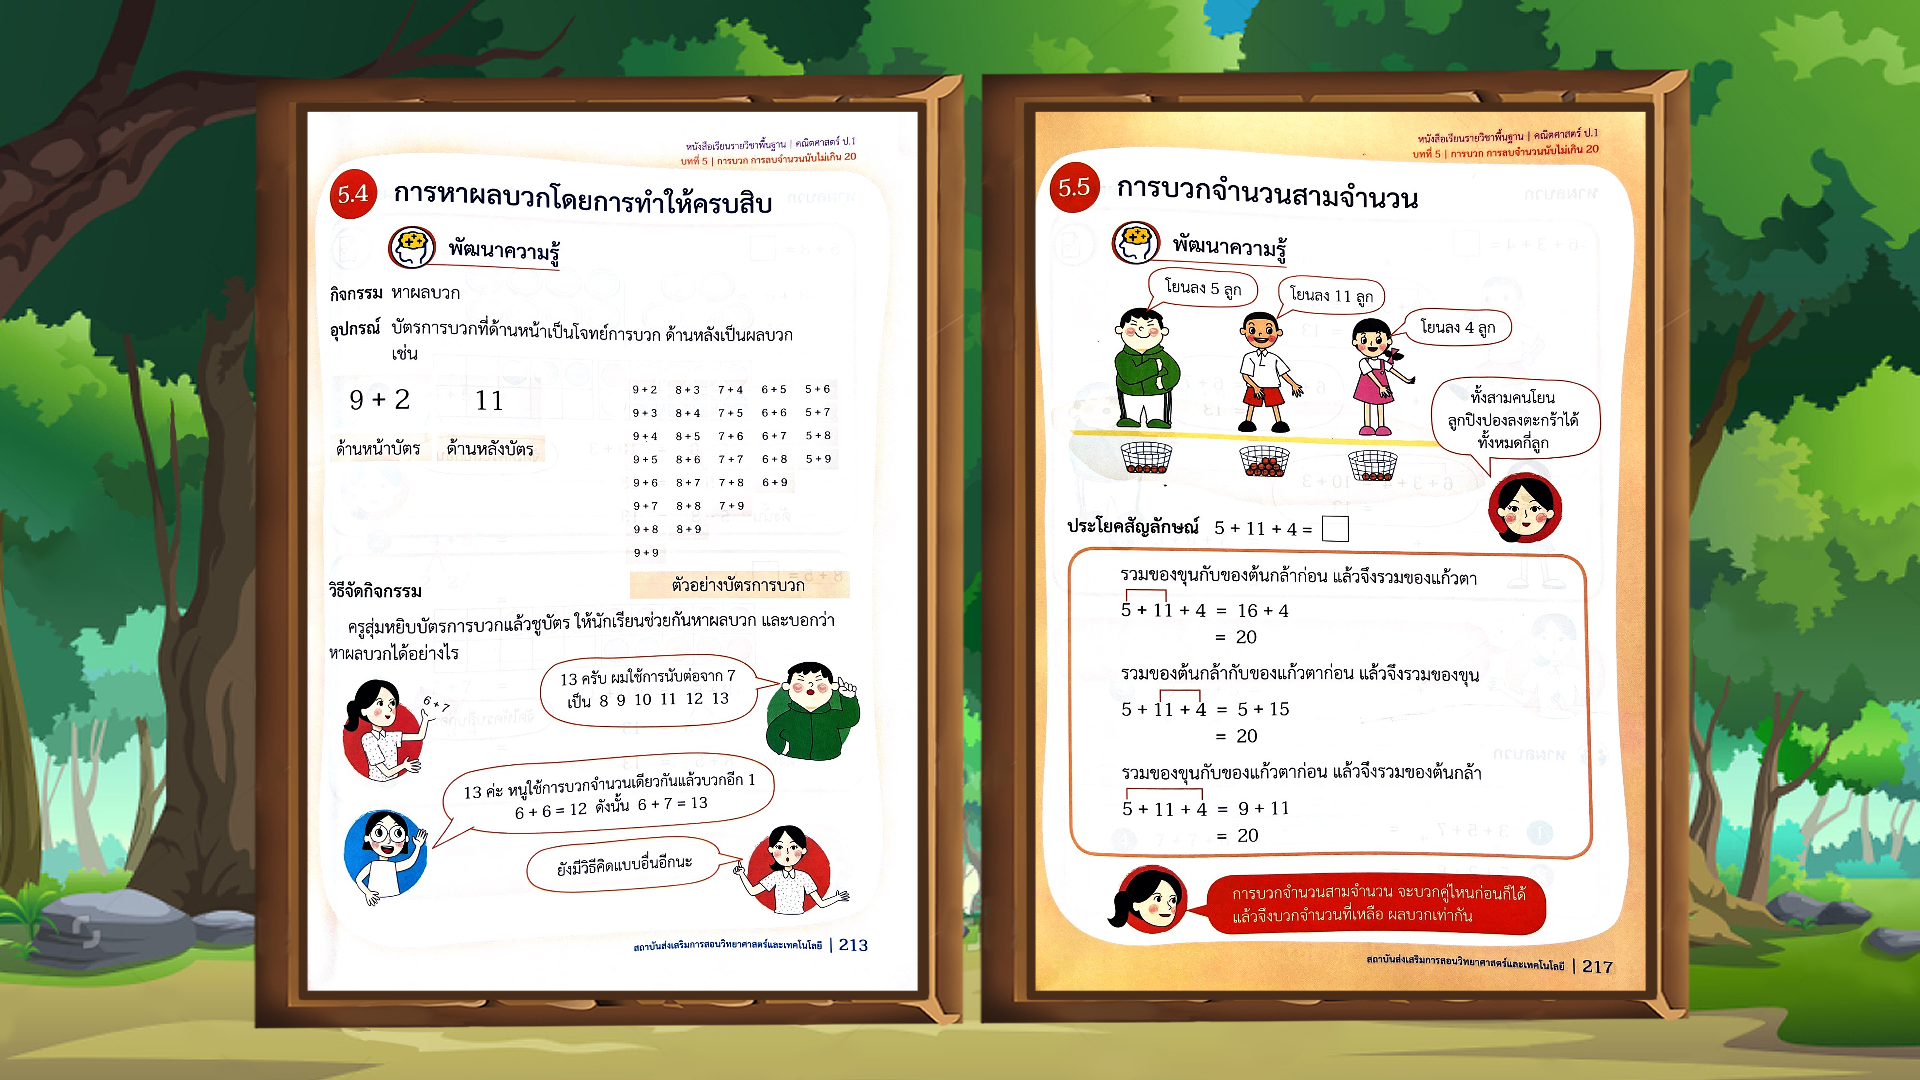 หนังสือเรียนรายวิชาพื้นฐาน | คณิตศาสตร์ ป.1
บทที่ 5 | การบวก การลบจำนวนนับไม่เกิน 20
5.4 การหาผลบวกโดยการทำให้ครบสิบ
พัฒนาความรู้
กิจกรรม หาผลบวก
อุปกรณ์ บัตรการบวกที่ด้านหน้าเป็นโจทย์การบวก ด้านหลังเป็นผลบวก
เช่น
9 + 2 11
ด้านหน้าบัตร ด้านหลังบัตร
9 + 2 8 + 3 7 + 4 6 + 5 5 + 6
9 + 3 8 + 4 7 + 5 6 + 6 5 + 7
9 + 4 8 + 5 7 + 6 6 + 7 5 + 8
9 + 5 8 + 6 7 + 7 6 + 8 5 + 9
9 + 6 8 + 7 7 + 8 6 + 9
9 + 7 8 + 8 7 + 9
9 + 8 8 + 9
9 + 9
ตัวอย่างบัตรการบวก
วิธีจัดกิจกรรม
ครูสุ่มหยิบบัตรการบวกแล้วชูบัตร ให้นักเรียนช่วยกันหาผลบวก และบอกว่า
หาผลบวกได้อย่างไร
6 + 7
13 ครับ ผมใช้การนับต่อจาก 7
เป็น 8 9 10 11 12 13
13 ค่ะ หนูใช้การบวกจำนวนเดียวกันแล้วบวกอีก 1
6 + 6 = 12 ดังนั้น 6 + 7 = 13
ยังมีวิธีคิดแบบอื่นอีกนะ
สถาบันส่งเสริมการสอนวิทยาศาสตร์และเทคโนโลยี | 213
หนังสือเรียนรายวิชาพื้นฐาน | คณิตศาสตร์ ป.1
บทที่ 5 | การบวก การลบจำนวนนับไม่เกิน 20
5.5 การบวกจำนวนสามจำนวน
พัฒนาความรู้
โยนลง 5 ลูก
โยนลง 11 ลูก
โยนลง 4 ลูก
ทั้งสามคนโยน
ลูกปิงปองลงตะกร้าได้
ทั้งหมดกี่ลูก
ประโยคสัญลักษณ์ 5 + 11 + 4 = □
รวมของขุนกับของต้นกล้าก่อน แล้วจึงรวมของแก้วตา
5 + 11 + 4 = 16 + 4
= 20
รวมของต้นกล้ากับของแก้วตาก่อน แล้วจึงรวมของขุน
5 + 11 + 4 = 5 + 15
= 20
รวมของขุนกับของแก้วตาก่อน แล้วจึงรวมของต้นกล้า
5 + 11 + 4 = 9 + 11
= 20
การบวกจำนวนสามจำนวน จะบวกคู่ไหนก่อนก็ได้
แล้วจึงบวกจำนวนที่เหลือ ผลบวกเท่ากัน
สถาบันส่งเสริมการสอนวิทยาศาสตร์และเทคโนโลยี | 217